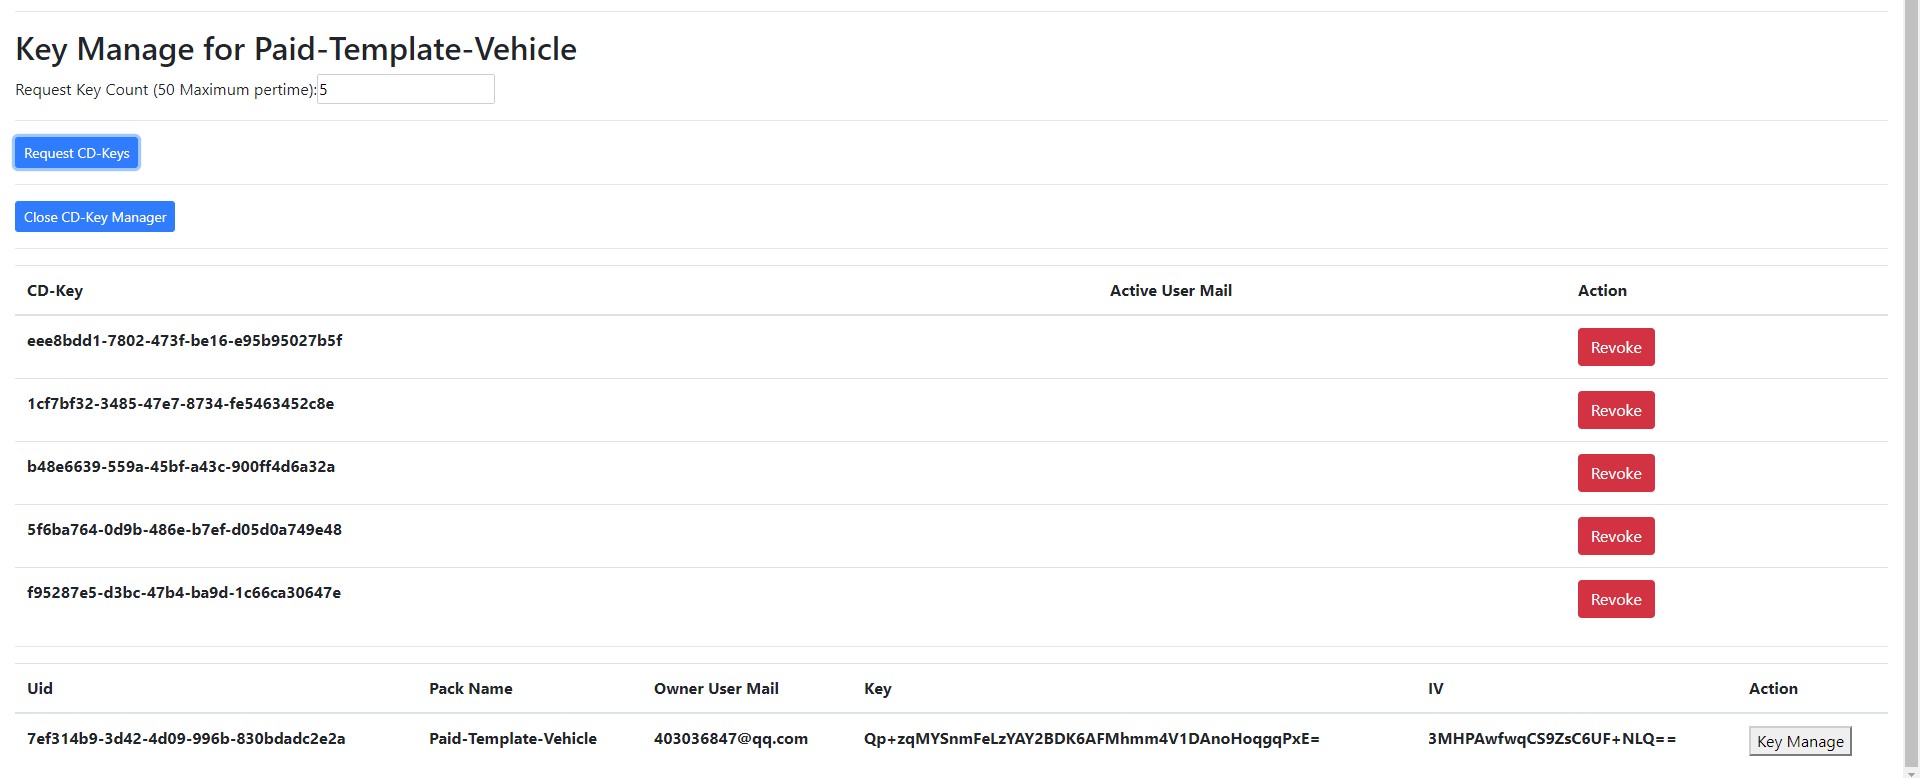 Key Manage for Paid-Template-Vehicle
Request Key Count (50 Maximum pertime):5
Request CD-Keys
Close CD-Key Manager
CD-Key Active User Mail Action
eee8bdd1-7802-473f-be16-e95b95027b5f Revoke
1cf7bf32-3485-47e7-8734-fe5463452c8e Revoke
b48e6639-559a-45bf-a43c-900ff4d6a32a Revoke
5f6ba764-0d9b-486e-b7ef-d05d0a749e48 Revoke
f95287e5-d3bc-47b4-ba9d-1c66ca30647e Revoke
Uid Pack Name Owner User Mail Key IV Action
7ef314b9-3d42-4d09-996b-830bdadc2e2a Paid-Template-Vehicle 403036847@qq.com Qp+zqMYSnmFeLzYAY2BDK6AFMhmm4V1DAnoHoqgqPxE= 3MHPAwfwqCS9ZsC6UF+NLQ== Key Manage